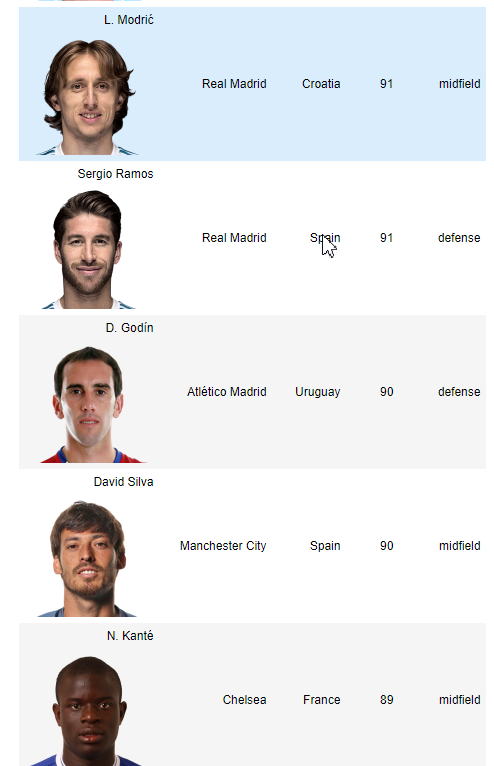 L. Modrić
Real Madrid Croatia 91 midfield
Sergio Ramos
Real Madrid Spain 91 defense
D. Godín
Atlético Madrid Uruguay 90 defense
David Silva
Manchester City Spain 90 midfield
N. Kanté
Chelsea France 89 midfield